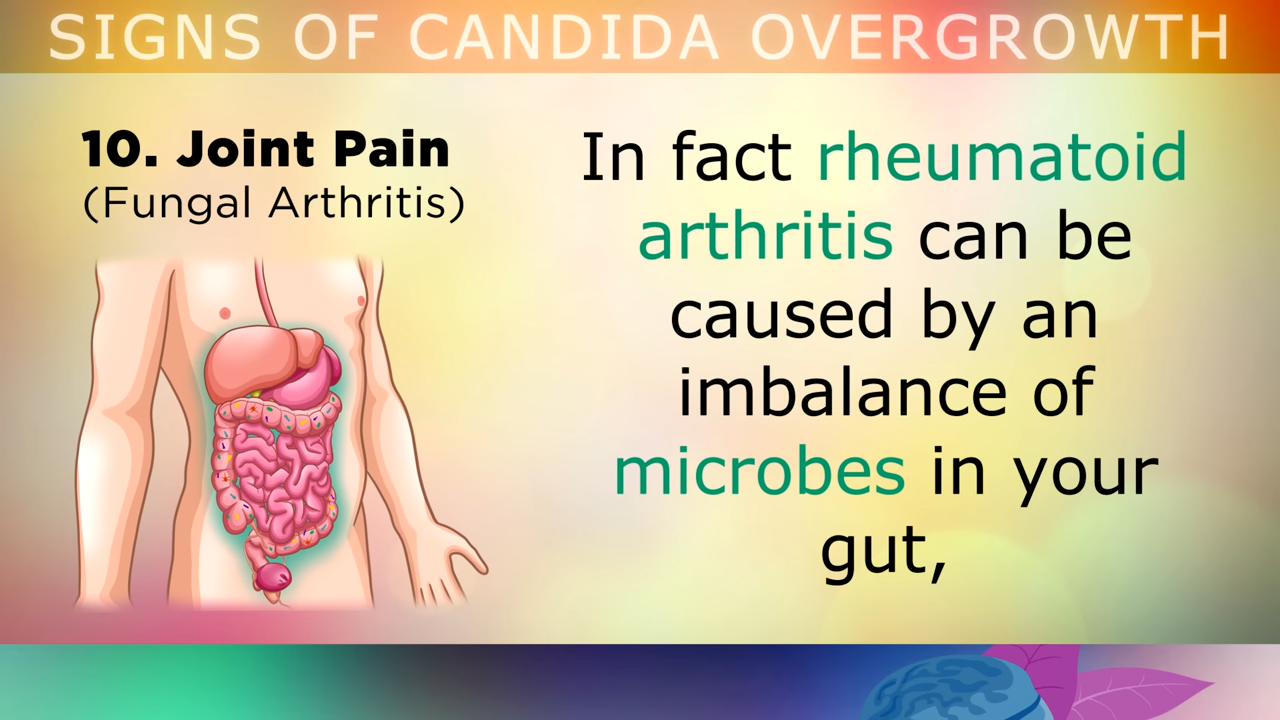 SIGNS OF CANDIDA OVERGROWTH
10. Joint Pain
(Fungal Arthritis)
In fact rheumatoid
arthritis can be
caused by an
imbalance of
microbes in your
gut,